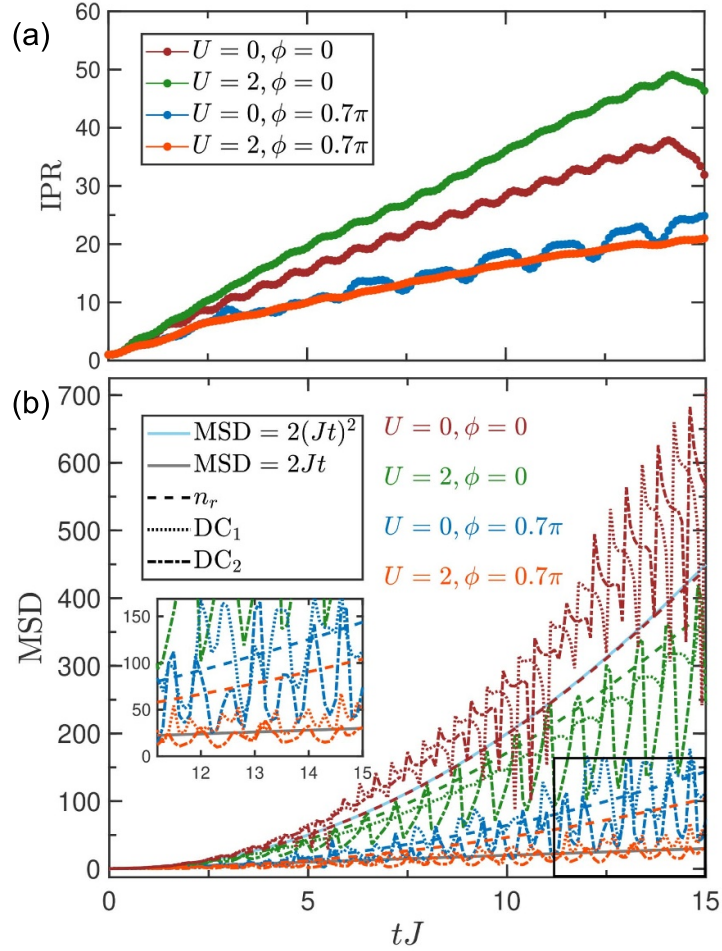 (a)
60
50
40
30
20
10
0
IPR
U = 0, ϕ = 0
U = 2, ϕ = 0
U = 0, ϕ = 0.7π
U = 2, ϕ = 0.7π
(b)
700
600
500
400
300
200
100
0
MSD
MSD = 2(Jt)²
MSD = 2Jt
nᵣ
DC₁
DC₂
U = 0, ϕ = 0
U = 2, ϕ = 0
U = 0, ϕ = 0.7π
U = 2, ϕ = 0.7π
150
100
50
0
12 13 14 15
0 5 10 15
tJ